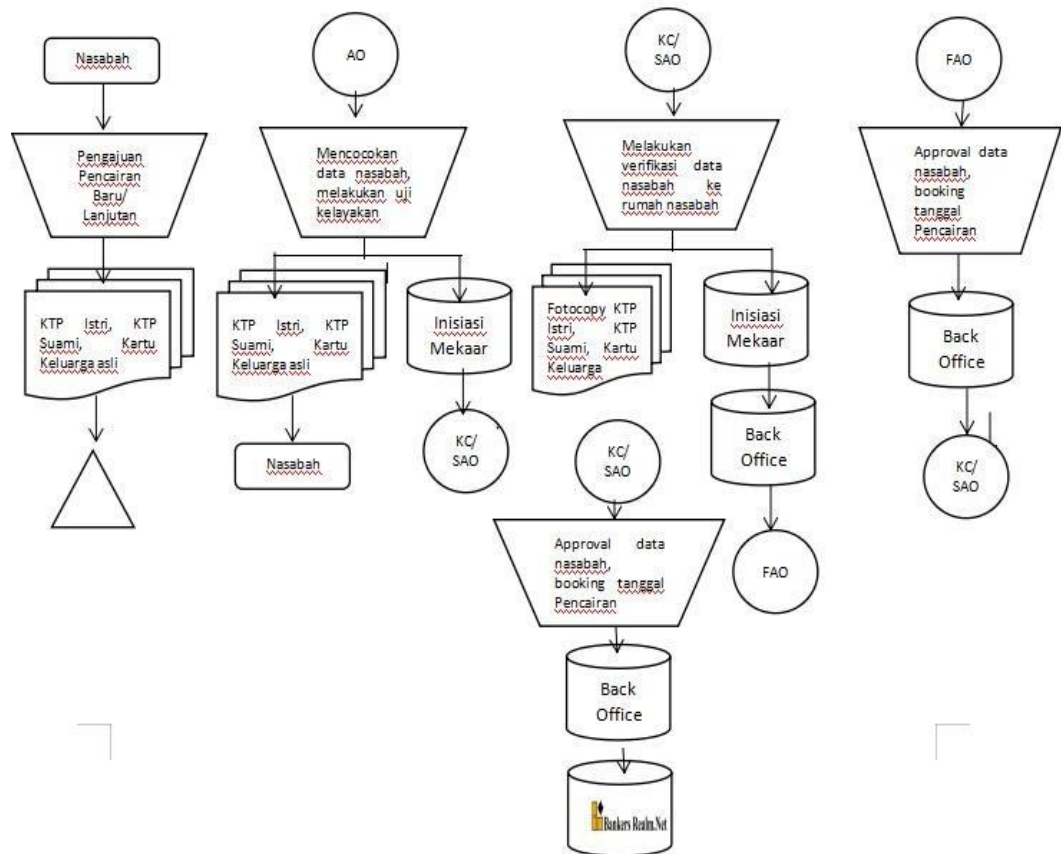 Nasabah
Pengajuan
Pencairan
Baru/
Lanjutan
KTP Istri, KTP
Suami, Kartu
Keluarga asli
AO
Mencocokan
data nasabah,
melakukan uji
kelayakan
KTP Istri, KTP
Suami, Kartu
Keluarga asli
Nasabah
Inisiasi
Mekaar
KC/
SAO
KC/
SAO
Melakukan
verifikasi data
nasabah ke
rumah nasabah
Fotocopy KTP
Istri, KTP
Suami, Kartu
Keluarga
Inisiasi
Mekaar
Back
Office
FAO
KC/
SAO
Approval data
nasabah,
booking tanggal
Pencairan
Back
Office
Bankers Realm.Net
FAO
Approval data
nasabah,
booking
tanggal
Pencairan
Back
Office
KC/
SAO